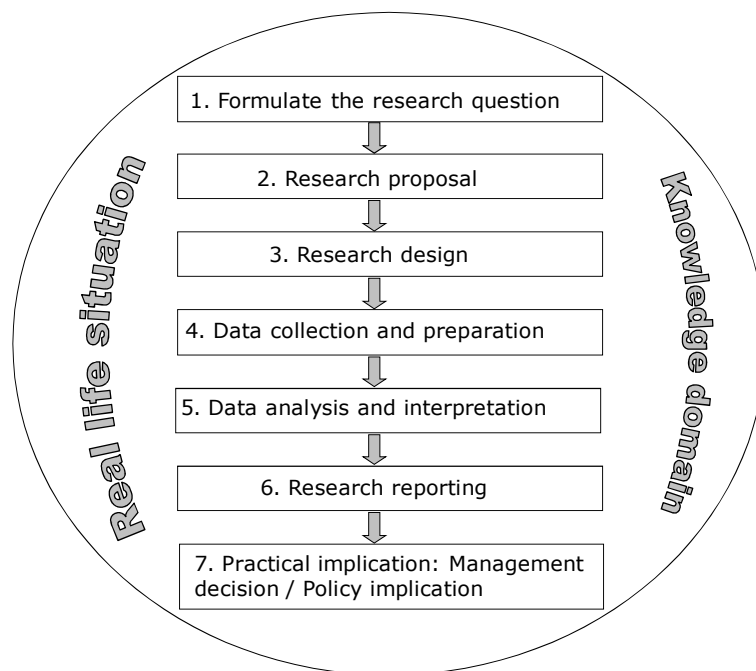 1. Formulate the research question
2. Research proposal
3. Research design
4. Data collection and preparation
5. Data analysis and interpretation
6. Research reporting
7. Practical implication: Management
decision / Policy implication
Real life situation
Knowledge domain